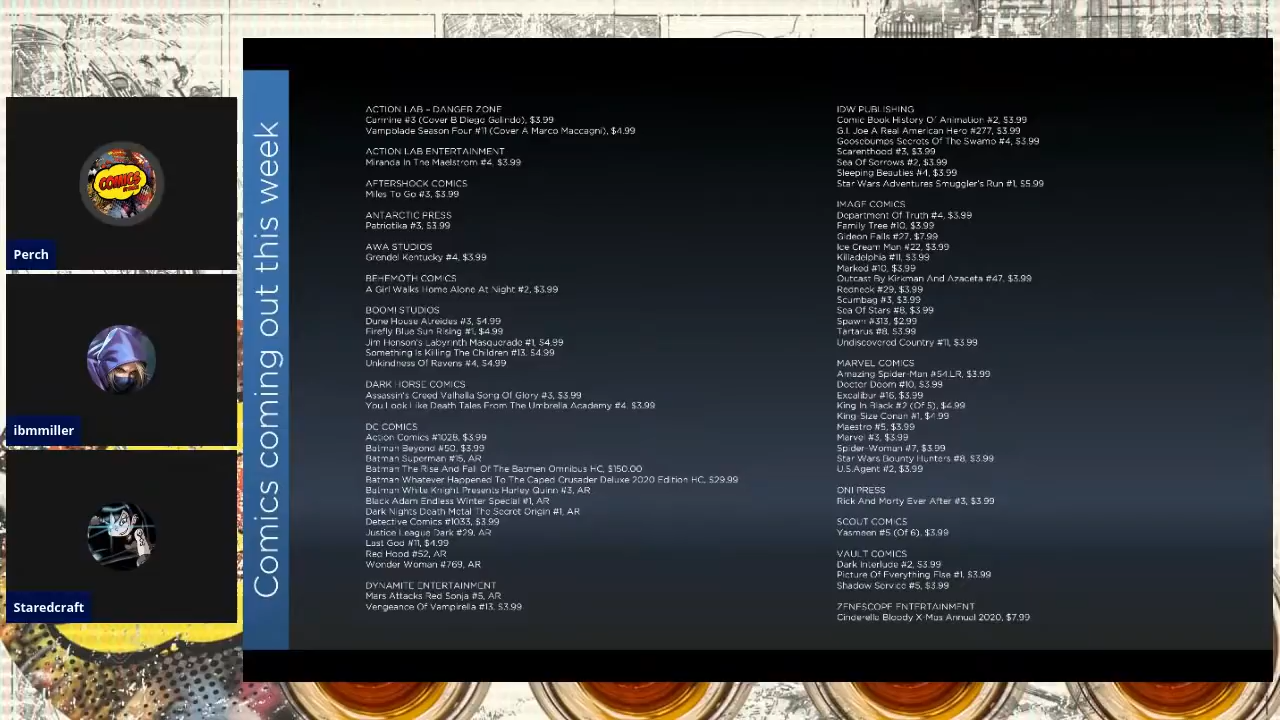 COMICS
Perch
ibmmiller
Staredcraft
Comics coming out this week
ACTION LAB – DANGER ZONE
Carmine #3 (Cover B Diego Galindo), $3.99
Vampblade Season Four #11 (Cover A Marco Maccagni), $4.99
ACTION LAB ENTERTAINMENT
Miranda In The Maelstrom #4, $3.99
AFTERSHOCK COMICS
Miles To Go #3, $3.99
ANTARCTIC PRESS
Patriotika #3, $3.99
AWA STUDIOS
Grendel Kentucky #4, $3.99
BEHEMOTH COMICS
A Girl Walks Home Alone At Night #2, $3.99
BOOM! STUDIOS
Dune House Atreides #3, $4.99
Firefly Blue Sun Rising #1, $4.99
Jim Henson's Labyrinth Masquerade #1, $4.99
Something Is Killing The Children #13, $4.99
Unkindness Of Ravens #4, $4.99
DARK HORSE COMICS
Assassin's Creed Valhalla Song Of Glory #3, $3.99
You Look Like Death Tales From The Umbrella Academy #4, $3.99
DC COMICS
Action Comics #1028, $3.99
Batman Beyond #50, $3.99
Batman Superman #15, AR
Batman The Rise And Fall Of The Batmen Omnibus HC, $150.00
Batman Whatever Happened To The Caped Crusader Deluxe 2020 Edition HC, $29.99
Batman White Knight Presents Harley Quinn #3, AR
Black Adam Endless Winter Special #1, AR
Dark Nights Death Metal The Secret Origin #1, AR
Detective Comics #1033, $3.99
Justice League Dark #29, AR
Last God #11, $4.99
Red Hood #52, AR
Wonder Woman #769, AR
DYNAMITE ENTERTAINMENT
Mars Attacks Red Sonja #5, AR
Vengeance Of Vampirella #13, $3.99
IDW PUBLISHING
Comic Book History Of Animation #2, $3.99
G.I. Joe A Real American Hero #277, $3.99
Goosebumps Secrets Of The Swamp #4, $3.99
Scarenthood #3, $3.99
Sea Of Sorrows #2, $3.99
Sleeping Beauties #4, $3.99
Star Wars Adventures Smuggler's Run #1, $5.99
IMAGE COMICS
Department Of Truth #4, $3.99
Family Tree #10, $3.99
Gideon Falls #27, $7.99
Ice Cream Man #22, $3.99
Killadelphia #11, $3.99
Marked #10, $3.99
Outcast By Kirkman And Azaceta #47, $3.99
Redneck #29, $3.99
Scumbag #3, $3.99
Sea Of Stars #8, $3.99
Spawn #313, $2.99
Tartarus #8, $3.99
Undiscovered Country #11, $3.99
MARVEL COMICS
Amazing Spider-Man #54.LR, $3.99
Doctor Doom #10, $3.99
Excalibur #16, $3.99
King In Black #2 (Of 5), $4.99
King-Size Conan #1, $4.99
Maestro #5, $3.99
Marvel #3, $3.99
Spider-Woman #7, $3.99
Star Wars Bounty Hunters #8, $3.99
U.S.Agent #2, $3.99
ONI PRESS
Rick And Morty Ever After #3, $3.99
SCOUT COMICS
Yasmeen #5 (Of 6), $3.99
VAULT COMICS
Dark Interlude #2, $3.99
Picture Of Everything Else #1, $3.99
Shadow Service #5, $3.99
ZENESCOPE ENTERTAINMENT
Cinderella Bloody X-Mas Annual 2020, $7.99